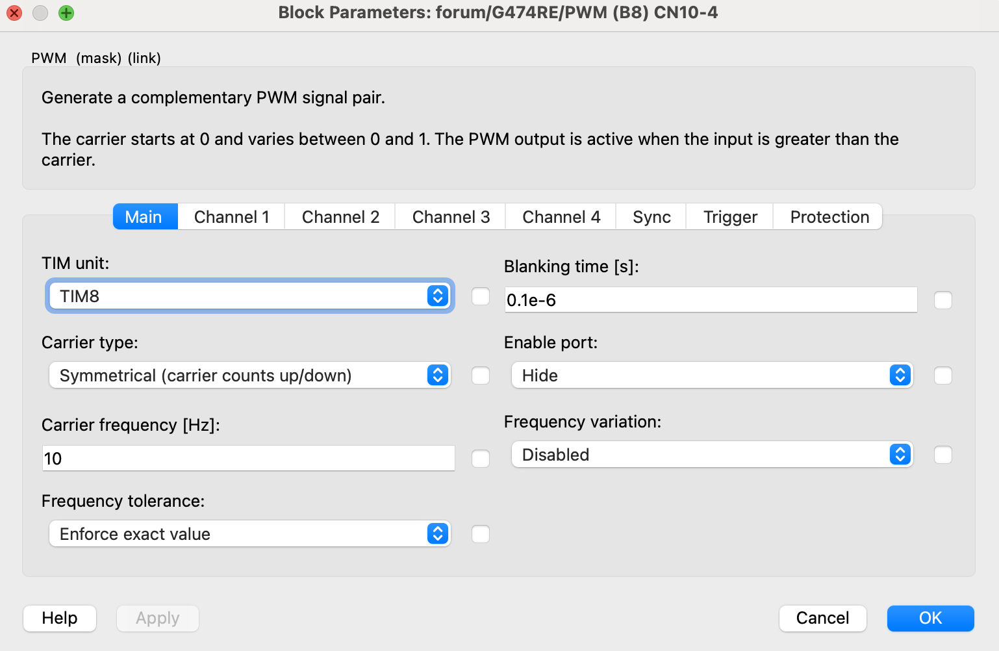 Block Parameters: forum/G474RE/PWM (B8) CN10-4
PWM (mask) (link)
Generate a complementary PWM signal pair.
The carrier starts at 0 and varies between 0 and 1. The PWM output is active when the input is greater than the
carrier.
Main Channel 1 Channel 2 Channel 3 Channel 4 Sync Trigger Protection
TIM unit:
TIM8
Blanking time [s]:
0.1e-6
Carrier type:
Symmetrical (carrier counts up/down)
Enable port:
Hide
Carrier frequency [Hz]:
10
Frequency variation:
Disabled
Frequency tolerance:
Enforce exact value
Help Apply Cancel OK